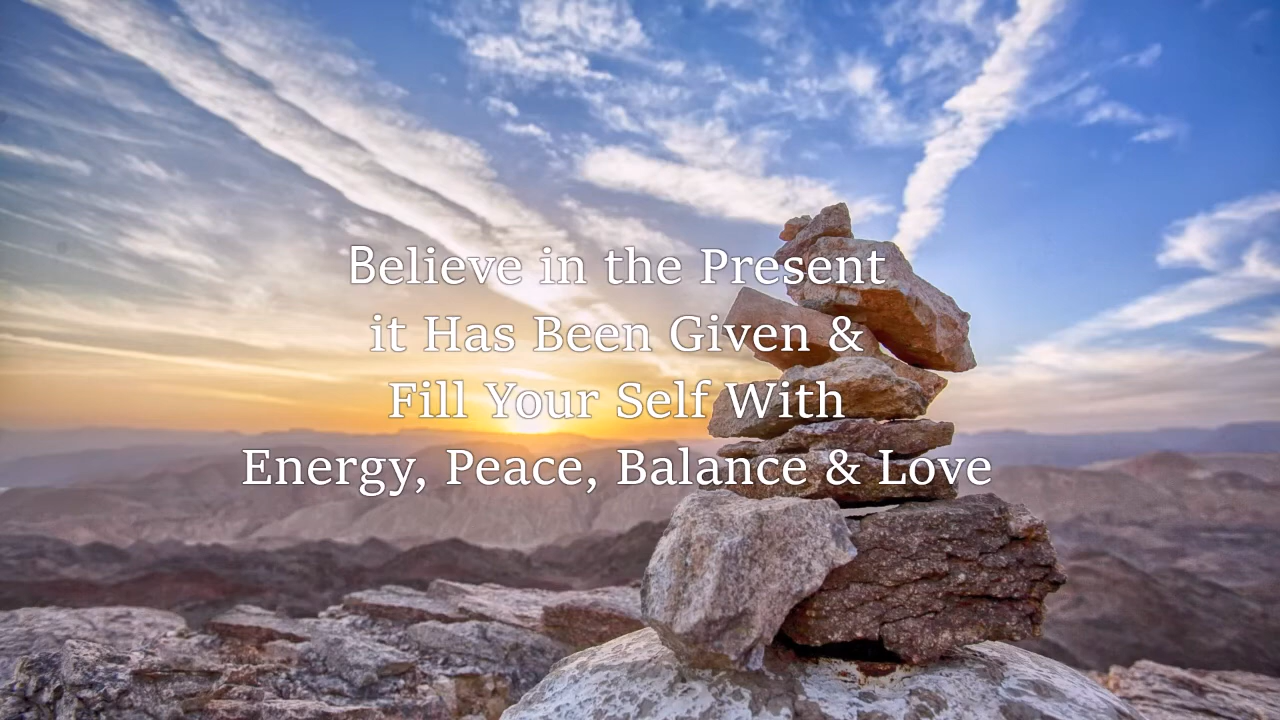 Believe in the Present
it Has Been Given &
Fill Your Self With
Energy, Peace, Balance & Love